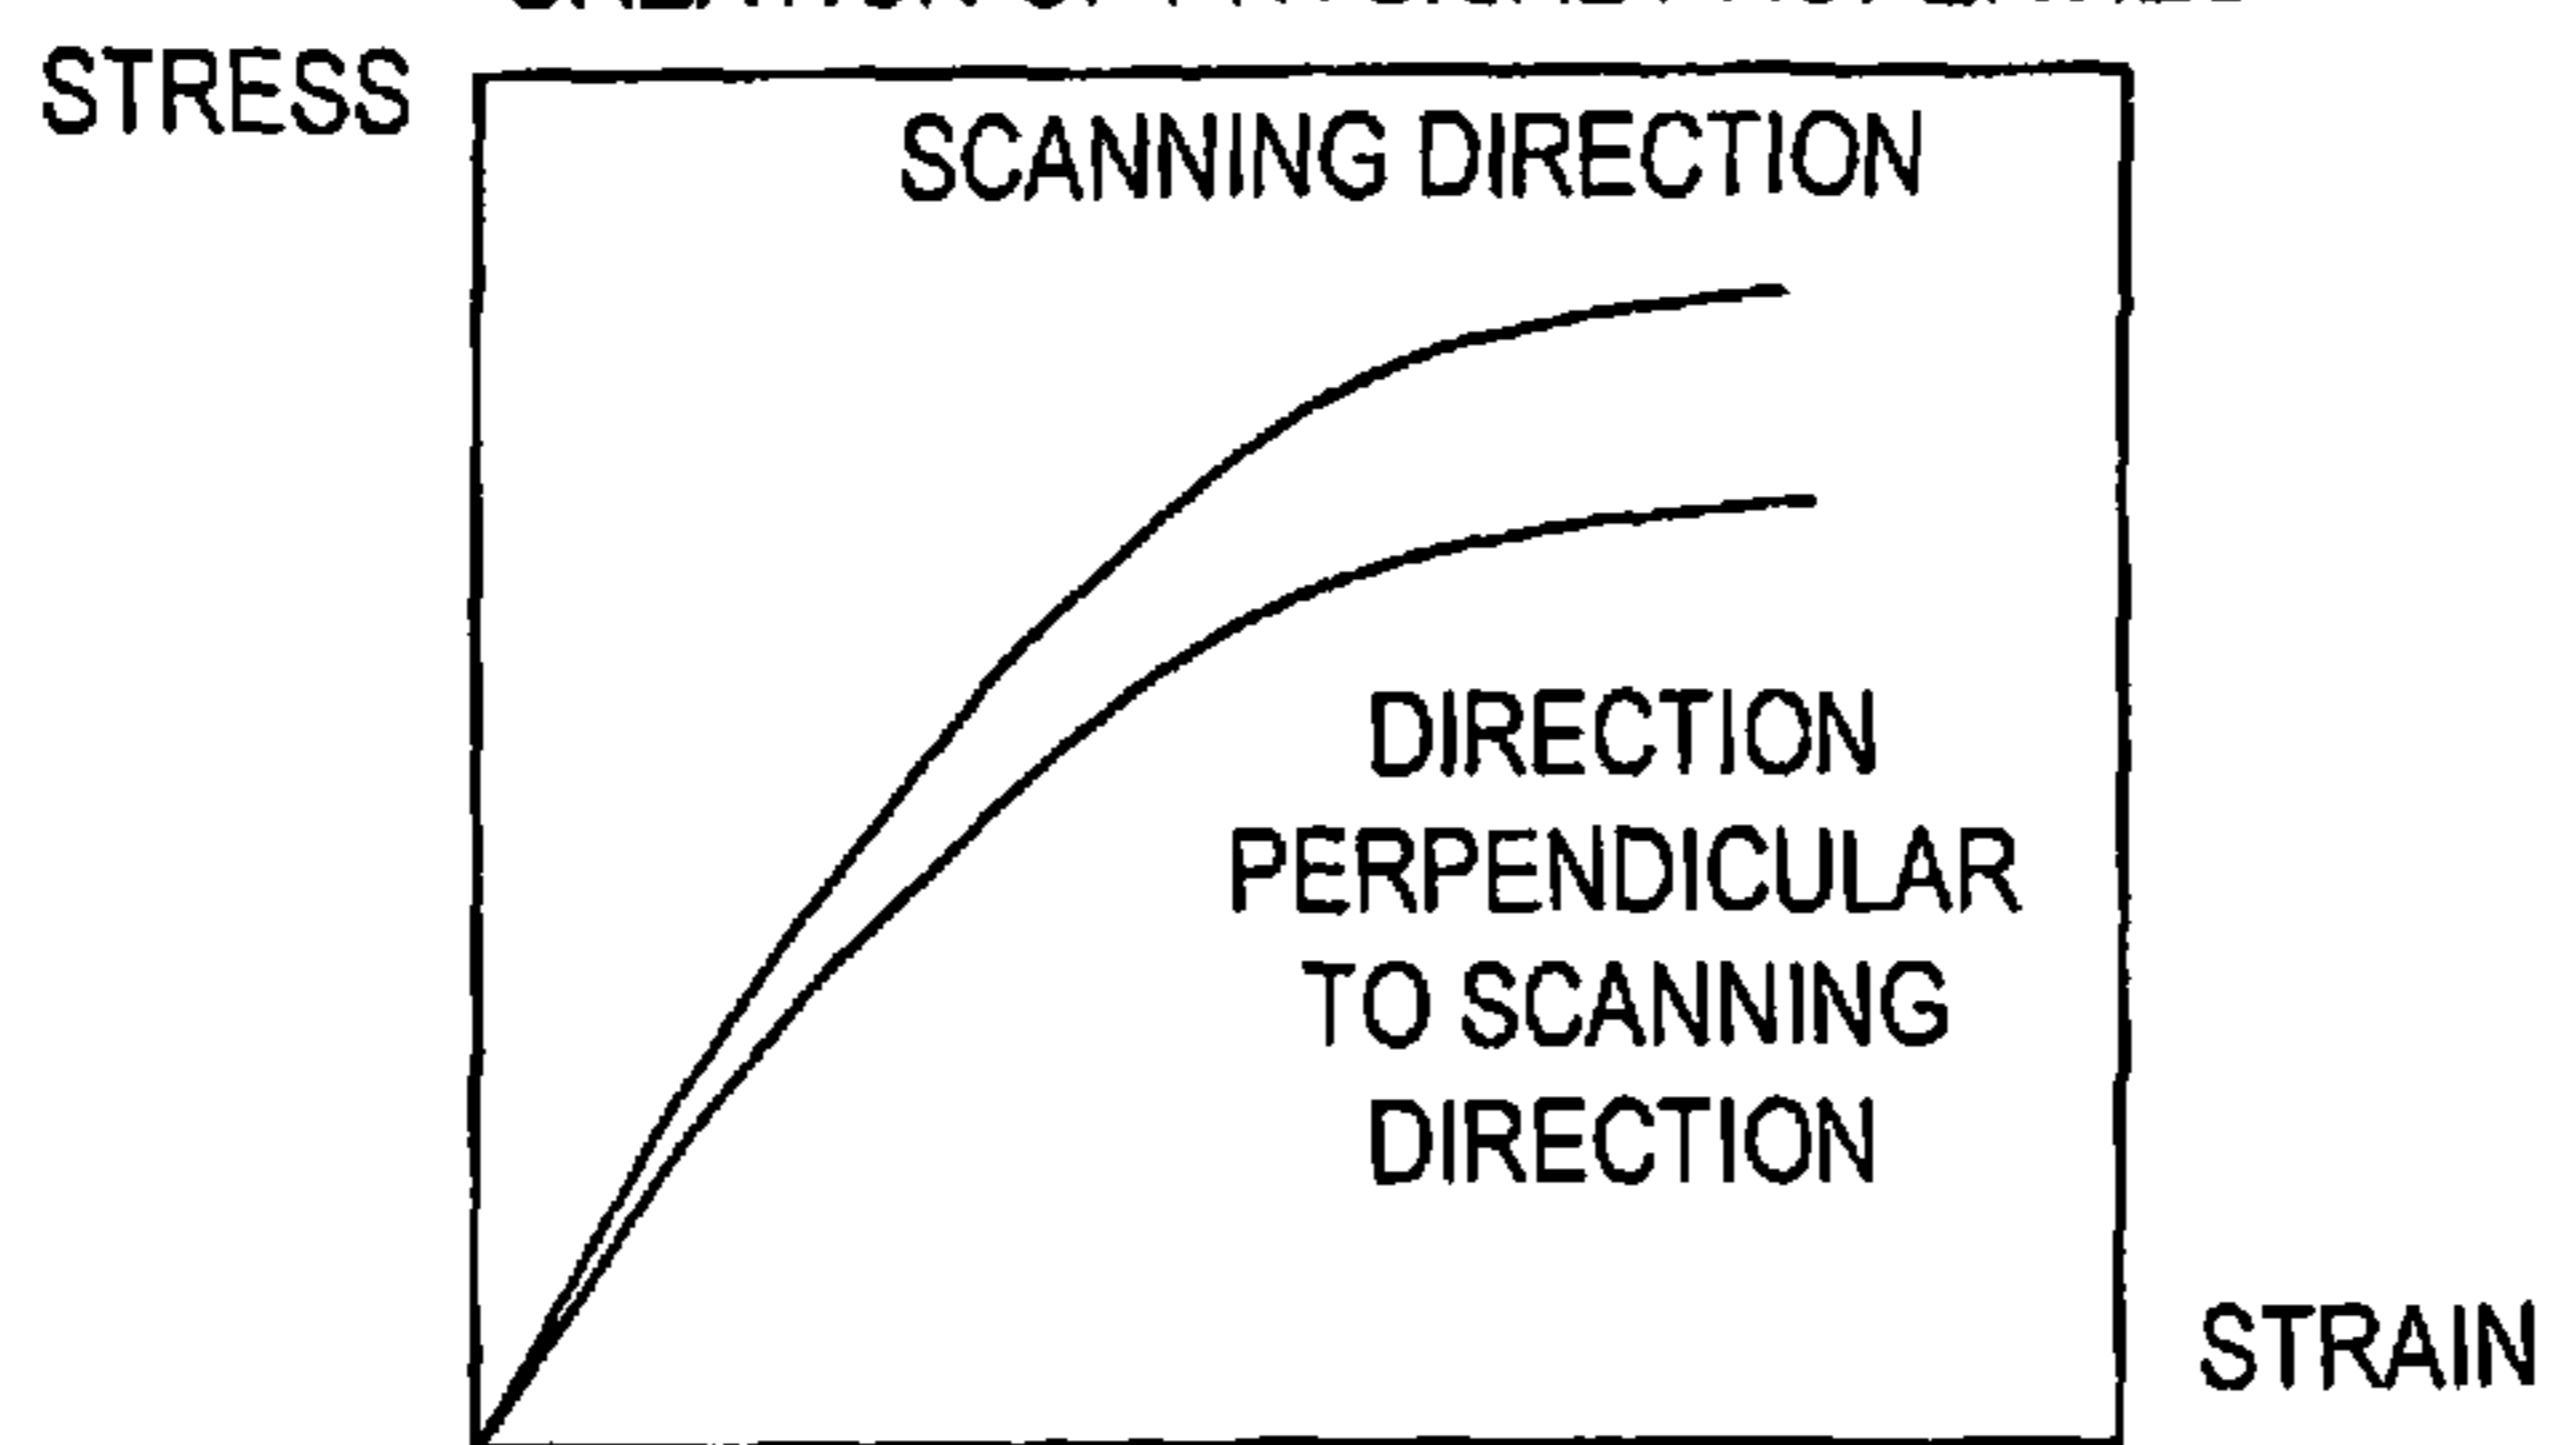 STRESS
SCANNING DIRECTION
DIRECTION
PERPENDICULAR
TO SCANNING
DIRECTION
STRAIN